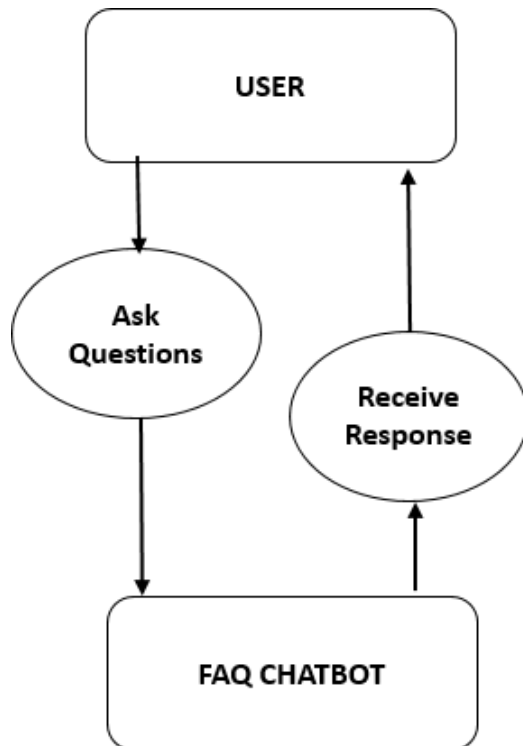 USER
Ask
Questions
Receive
Response
FAQ CHATBOT